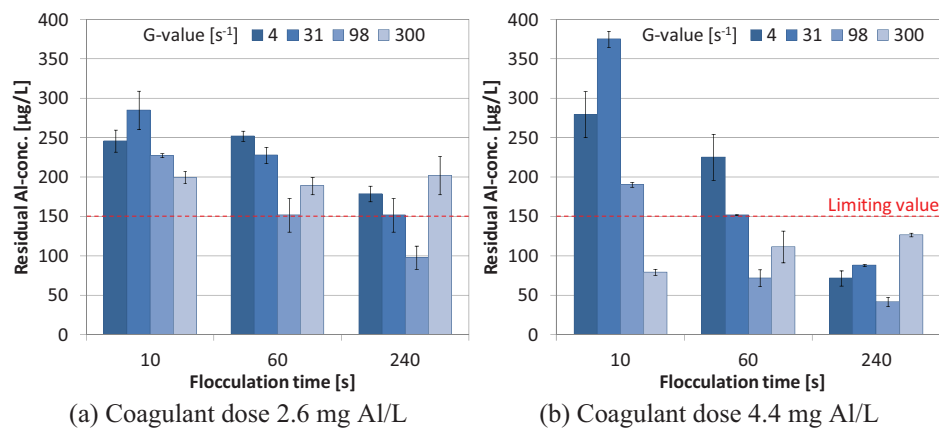 G-value [s⁻¹] 4 31 98 300
400
350
300
250
200
150
100
50
0
Residual Al-conc. [µg/L]
10 60 240
Flocculation time [s]
(a) Coagulant dose 2.6 mg Al/L
G-value [s⁻¹] 4 31 98 300
400
350
300
250
200
150
100
50
0
Residual Al-conc. [µg/L]
Limiting value
10 60 240
Flocculation time [s]
(b) Coagulant dose 4.4 mg Al/L